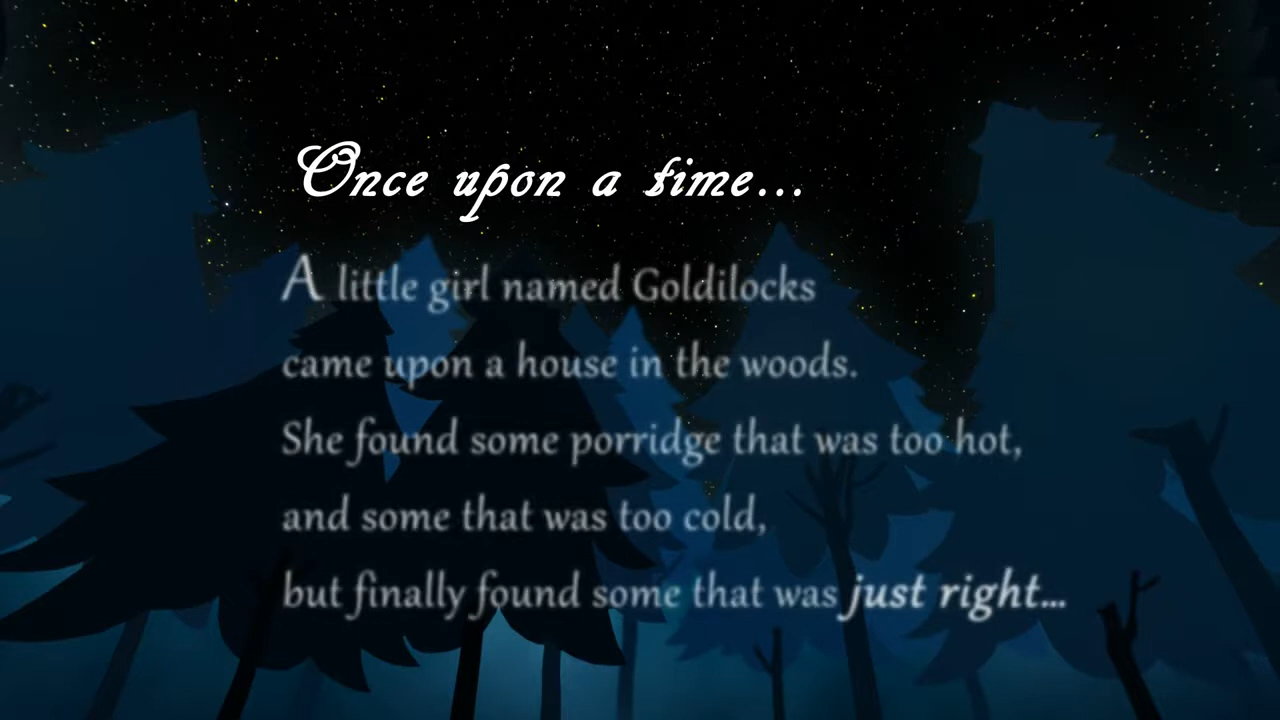 Once upon a time...
A little girl named Goldilocks
came upon a house in the woods.
She found some porridge that was too hot,
and some that was too cold,
but finally found some that was just right...